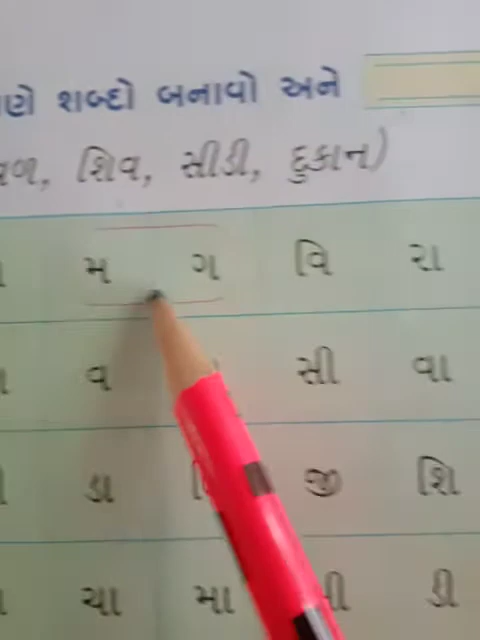 શબ્દો બનાવો અને
શિવ, સીડી, દુકાન)
મ ગ વિ રા
વ સી વા
ડા જી શિ
ચા મા ડી